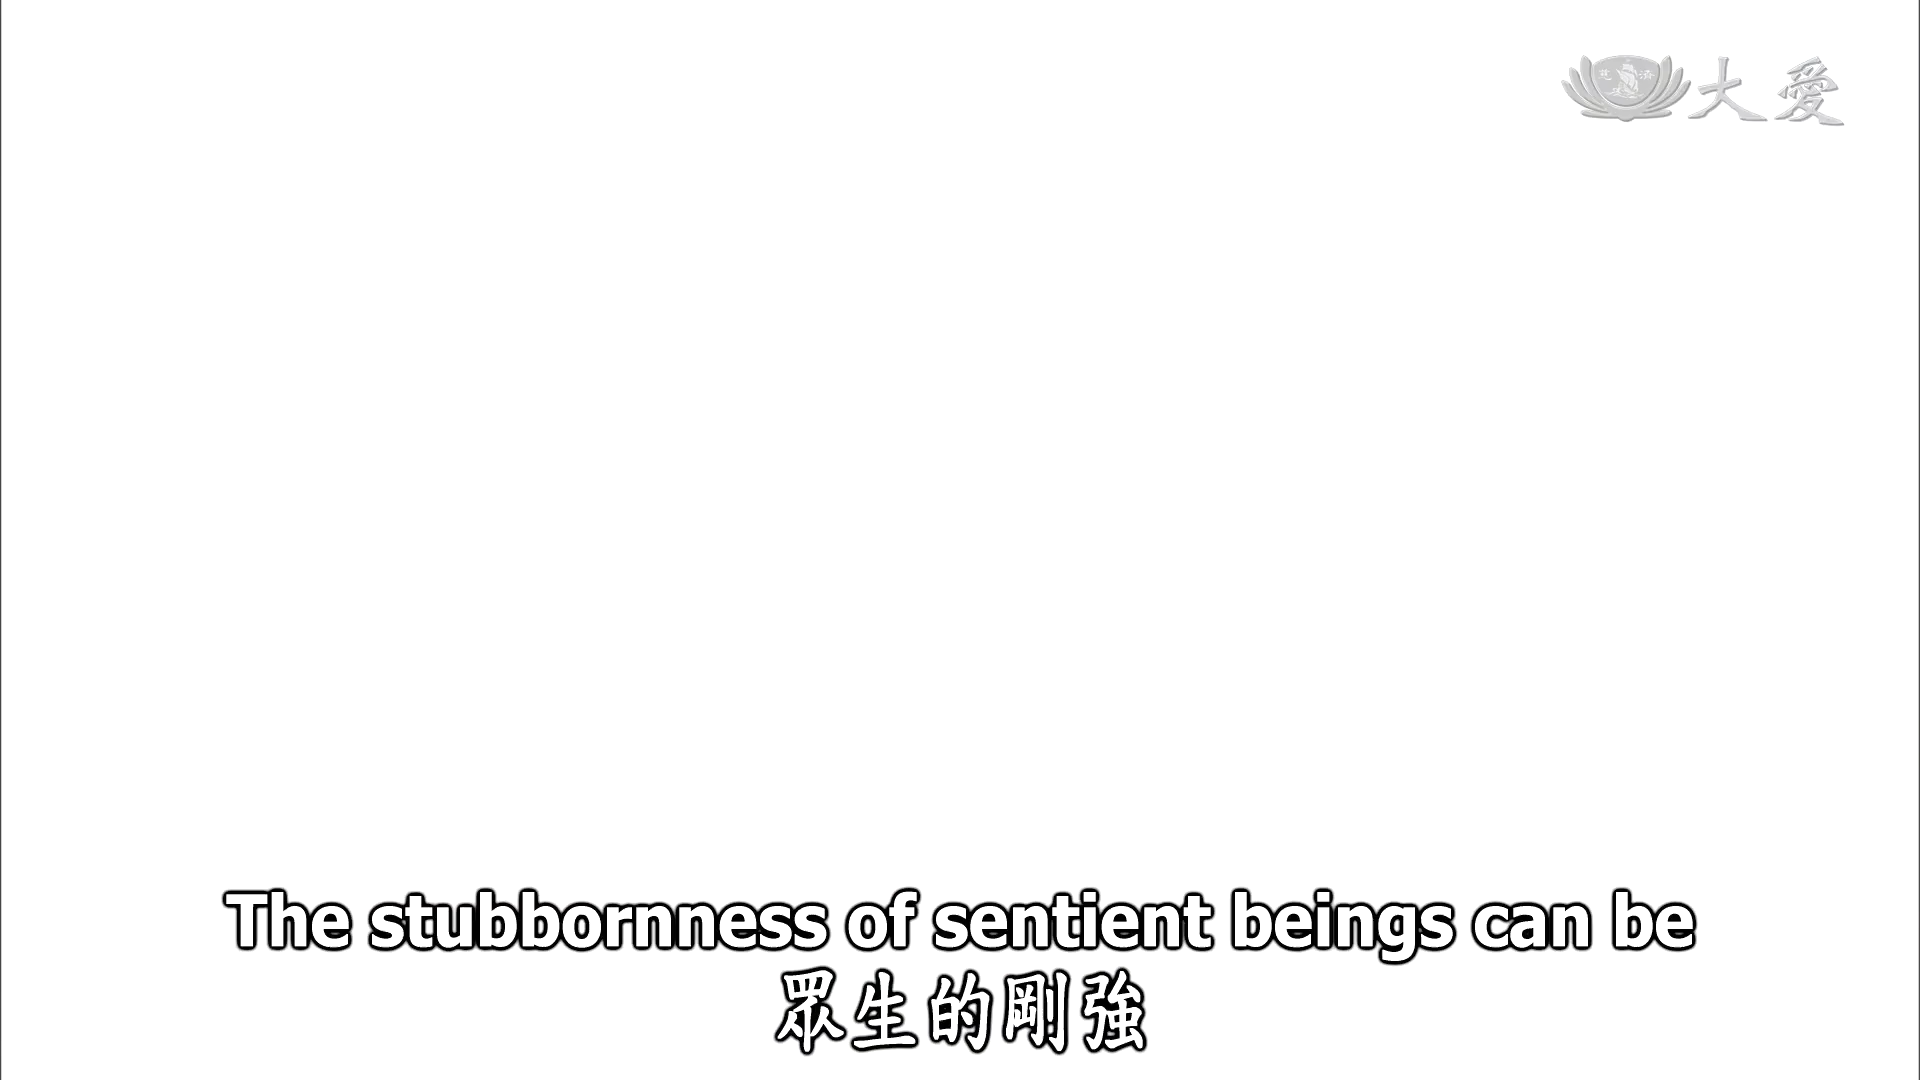 大愛
The stubbornness of sentient beings can be
眾生的剛強